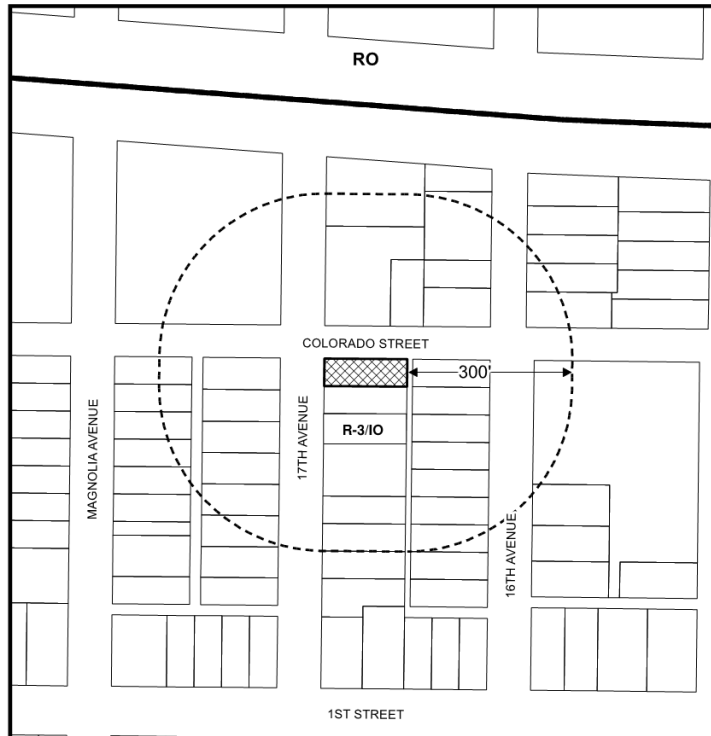 RO
COLORADO STREET
300'
R-3/IO
17TH AVENUE
MAGNOLIA AVENUE
16TH AVENUE
1ST STREET